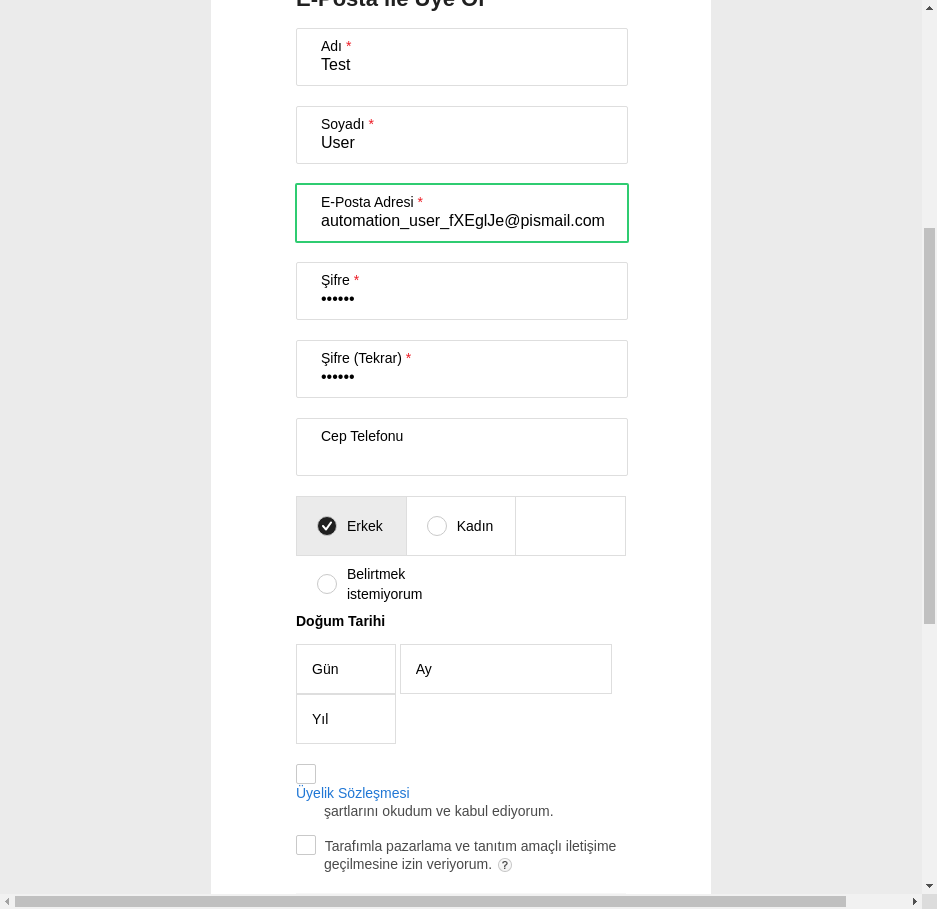 E-Posta ile Üye Ol
Adı *
Test
Soyadı *
User
E-Posta Adresi *
automation_user_fXEglJe@pismail.com
Şifre *
••••••
Şifre (Tekrar) *
••••••
Cep Telefonu
Erkek
Kadın
Belirtmek
istemiyorum
Doğum Tarihi
Gün
Ay
Yıl
Üyelik Sözleşmesi
şartlarını okudum ve kabul ediyorum.
Tarafımla pazarlama ve tanıtım amaçlı iletişime
geçilmesine izin veriyorum. ?